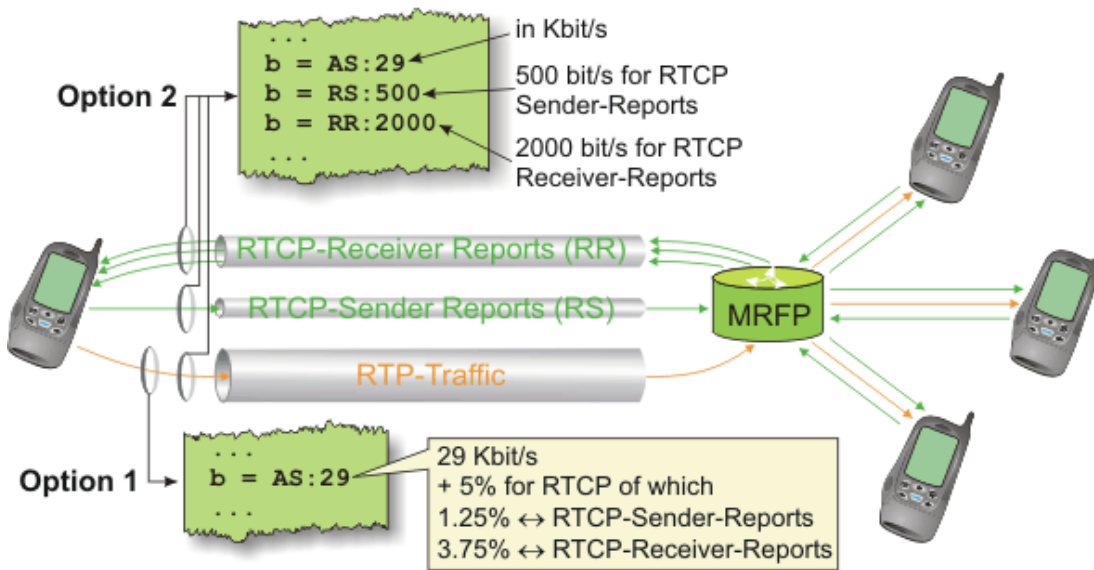 ...
b = AS:29
b = RS:500
b = RR:2000
...
in Kbit/s
500 bit/s for RTCP
Sender-Reports
2000 bit/s for RTCP
Receiver-Reports
Option 2
RTCP-Receiver Reports (RR)
RTCP-Sender Reports (RS)
MRFP
RTP-Traffic
Option 1
...
b = AS:29
...
29 Kbit/s
+ 5% for RTCP of which
1.25% ↔ RTCP-Sender-Reports
3.75% ↔ RTCP-Receiver-Reports